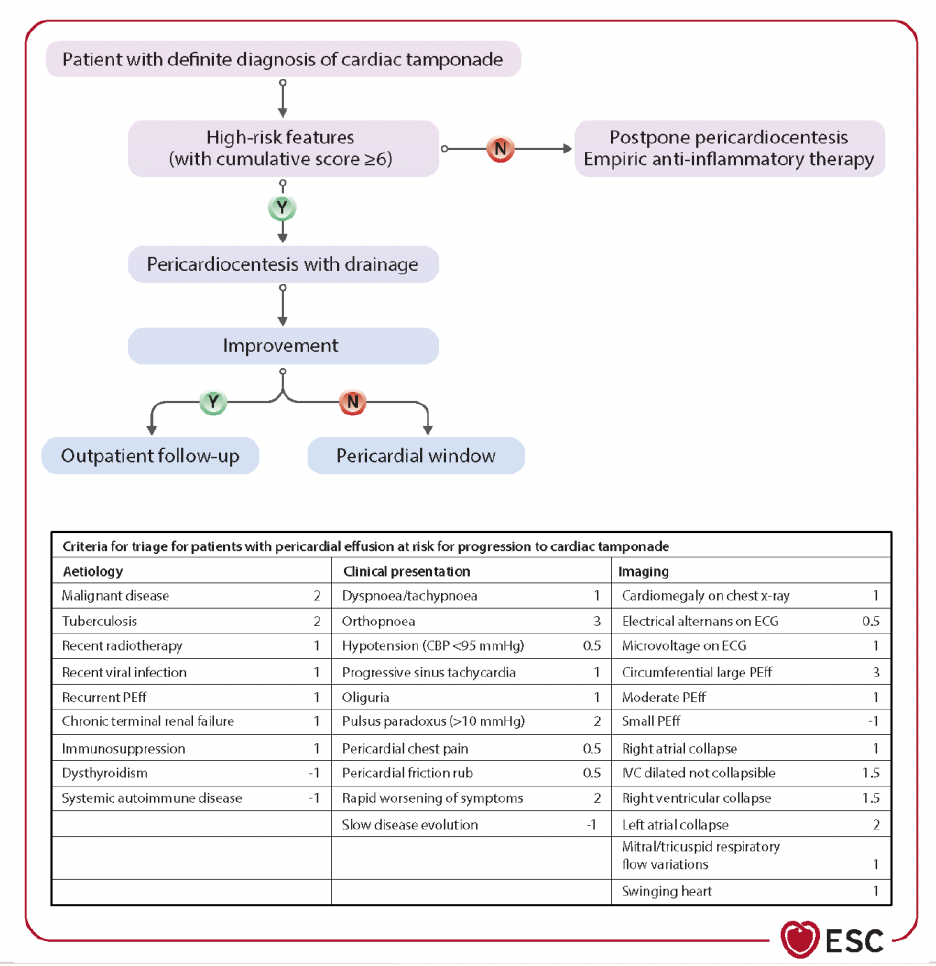 Patient with definite diagnosis of cardiac tamponade
High-risk features
(with cumulative score ≥6)
N
Postpone pericardiocentesis
Empiric anti-inflammatory therapy
Y
Pericardiocentesis with drainage
Improvement
Y
N
Outpatient follow-up
Pericardial window
Criteria for triage for patients with pericardial effusion at risk for progression to cardiac tamponade
Aetiology Clinical presentation Imaging
Malignant disease 2 Dyspnoea/tachypnoea 1 Cardiomegaly on chest x-ray 1
Tuberculosis 2 Orthopnoea 3 Electrical alternans on ECG 0.5
Recent radiotherapy 1 Hypotension (CBP <95 mmHg) 0.5 Microvoltage on ECG 1
Recent viral infection 1 Progressive sinus tachycardia 1 Circumferential large PEff 3
Recurrent PEff 1 Oliguria 1 Moderate PEff 1
Chronic terminal renal failure 1 Pulsus paradoxus (>10 mmHg) 2 Small PEff -1
Immunosuppression 1 Pericardial chest pain 0.5 Right atrial collapse 1
Dysthyroidism -1 Pericardial friction rub 0.5 IVC dilated not collapsible 1.5
Systemic autoimmune disease -1 Rapid worsening of symptoms 2 Right ventricular collapse 1.5
Slow disease evolution -1 Left atrial collapse 2
Mitral/tricuspid respiratory
flow variations 1
Swinging heart 1
ESC